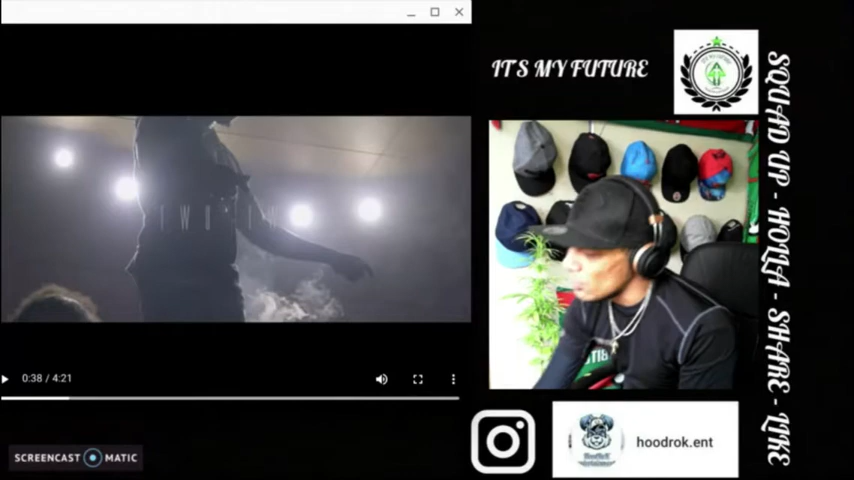 IT'S MY FUTURE
SQUAD UP - HOLLA - SHARE - LIKE
0:38 / 4:21
hoodrok.ent
SCREENCAST MATIC